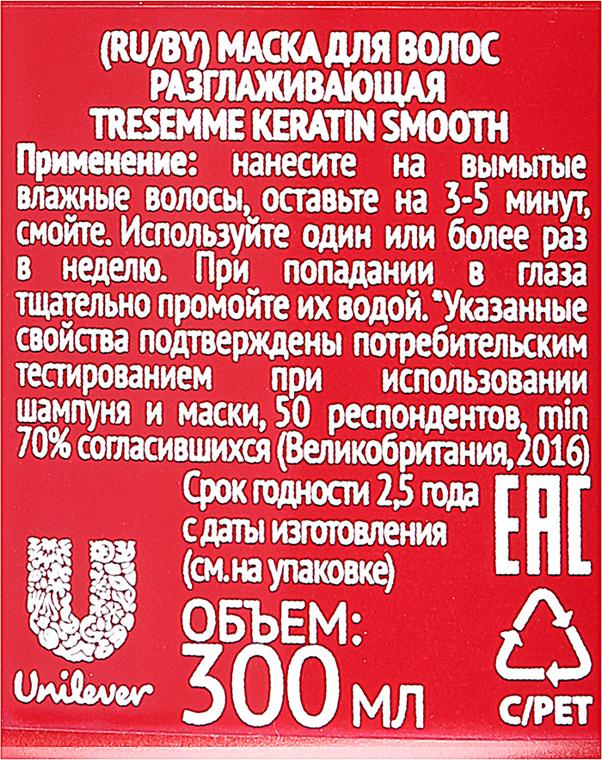 (RU/BY) МАСКА ДЛЯ ВОЛОС
РАЗГЛАЖИВАЮЩАЯ
TRESEMME KERATIN SMOOTH
Применение: нанесите на вымытые
влажные волосы, оставьте на 3-5 минут,
смойте. Используйте один или более раз
в неделю. При попадании в глаза
тщательно промойте их водой. *Указанные
свойства подтверждены потребительским
тестированием при использовании
шампуня и маски, 50 респондентов, min
70% согласившихся (Великобритания, 2016)
Срок годности 2,5 года
с даты изготовления
(см. на упаковке)
EAC
Unilever
ОБЪЕМ:
300 МЛ
C/PET